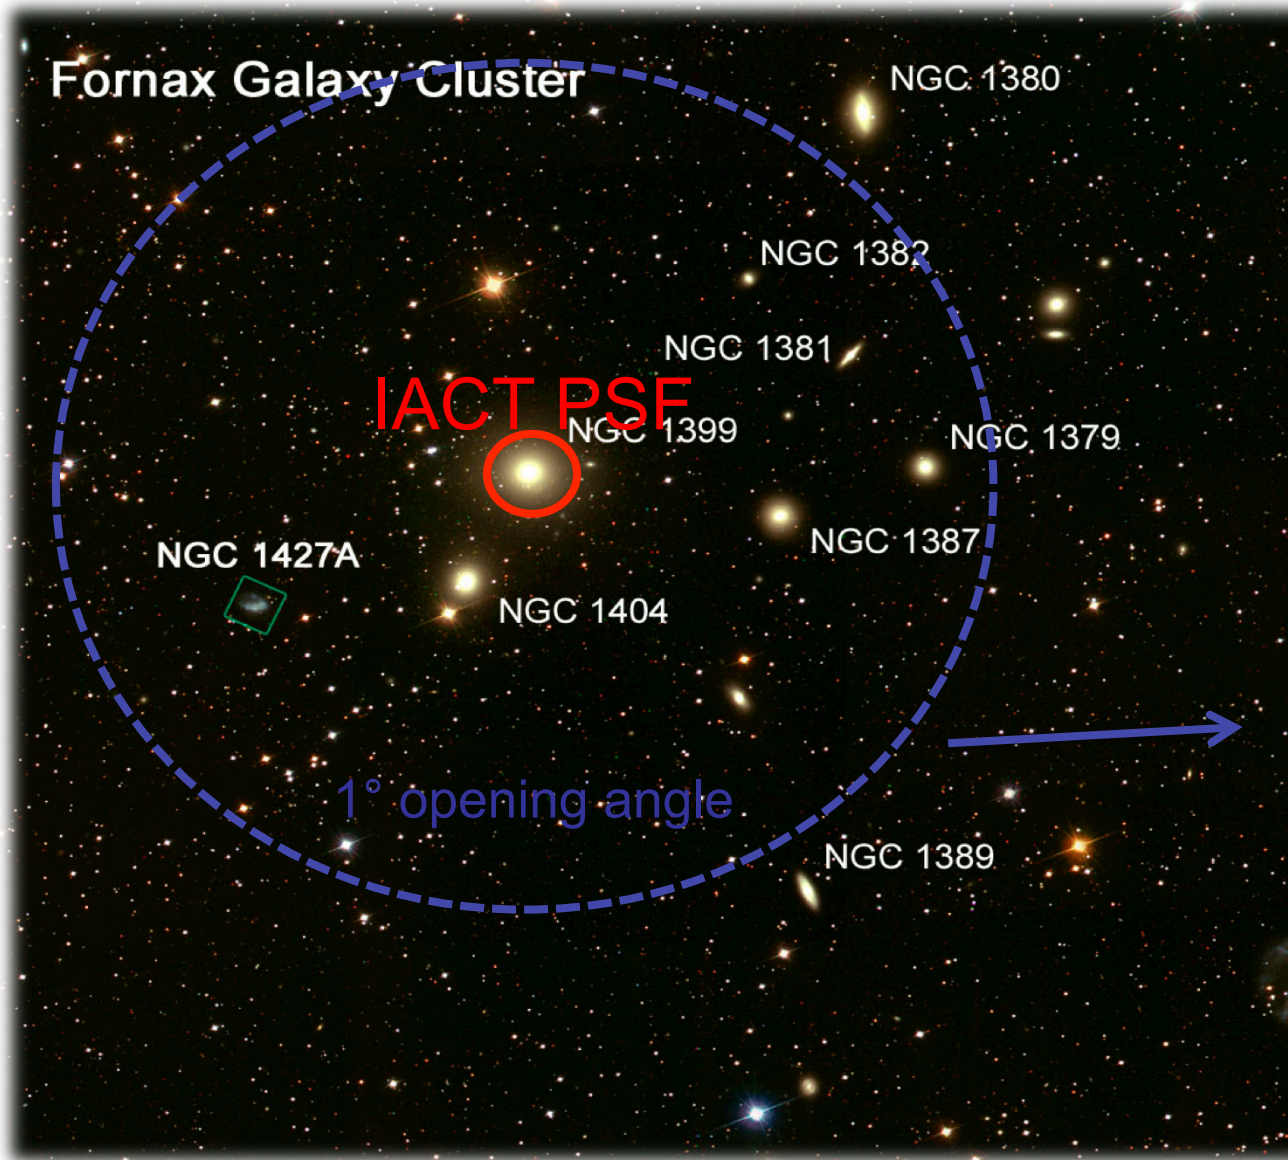 Fornax Galaxy Cluster
NGC 1380
NGC 1382
NGC 1381
IACT PSF
NGC 1399
NGC 1379
NGC 1387
NGC 1427A
NGC 1404
1° opening angle
NGC 1389